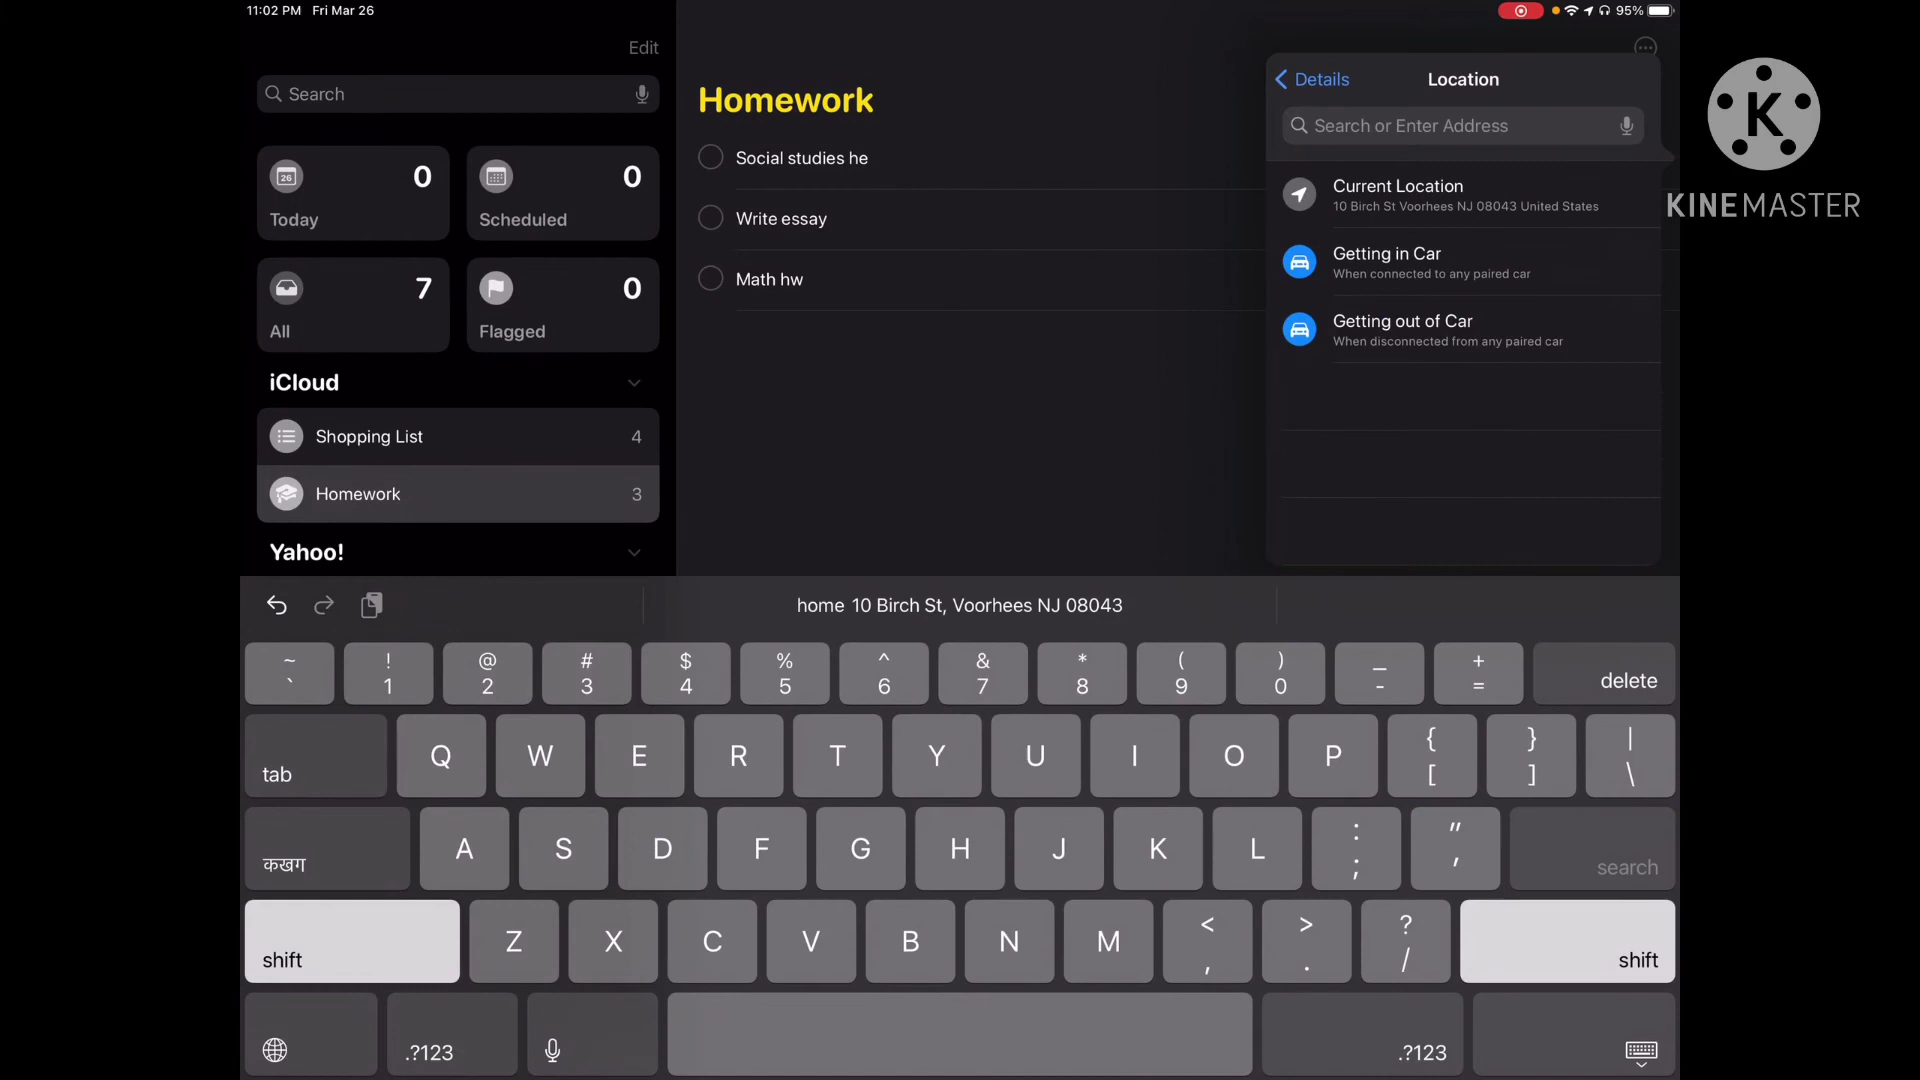 11:02 PM Fri Mar 26
95%
Edit
Search
0
Today
0
Scheduled
7
All
0
Flagged
iCloud
Shopping List 4
Homework 3
Yahoo!
Homework
Social studies he
Write essay
Math hw
Details
Location
Search or Enter Address
Current Location
10 Birch St Voorhees NJ 08043 United States
Getting in Car
When connected to any paired car
Getting out of Car
When disconnected from any paired car
K
KINEMASTER
home 10 Birch St, Voorhees NJ 08043
~ ! @ # $ % ^ & * ( ) _ +
` 1 2 3 4 5 6 7 8 9 0 - = delete
tab Q W E R T Y U I O P { [ } ] | \
कखग A S D F G H J K L : ; " ' search
shift Z X C V B N M < , > . ? / shift
.?123 .?123